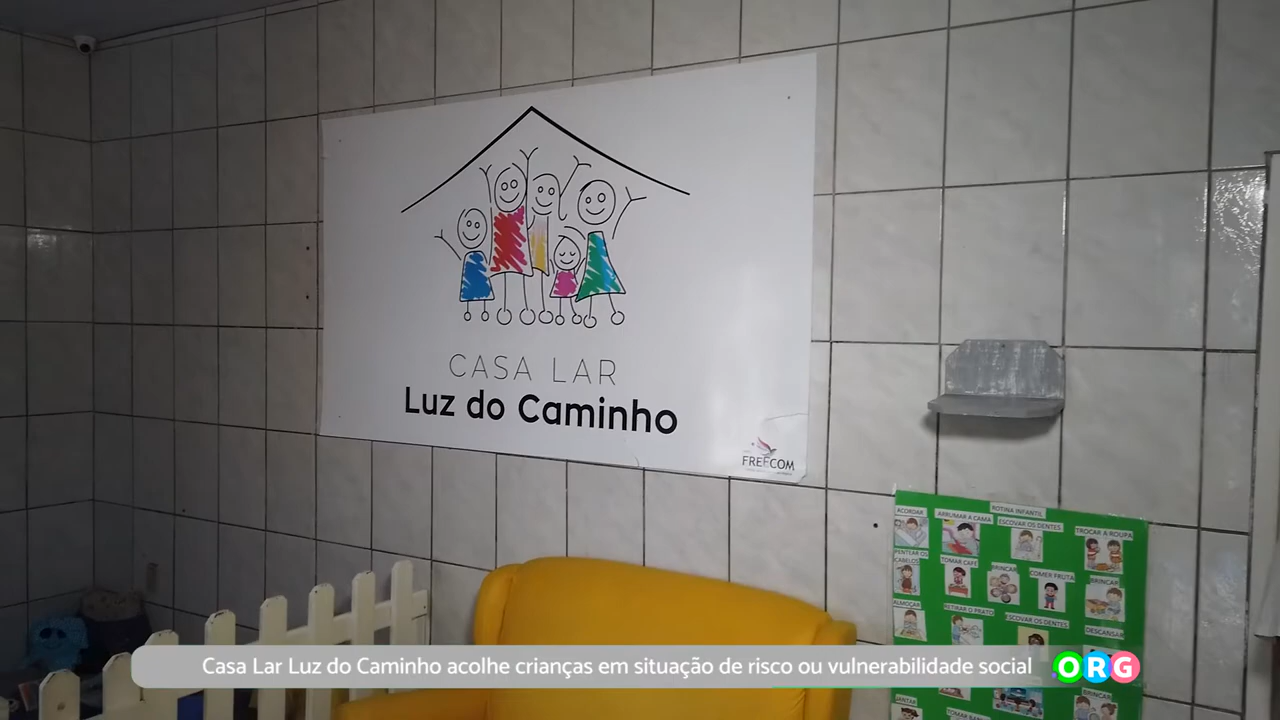 CASA LAR
Luz do Caminho
FREECOM
ROTINA INFANTIL
ACORDAR
ARRUMAR A CAMA
ESCOVAR OS DENTES
TROCAR A ROUPA
PENTEAR OS CABELOS
TOMAR CAFÉ
BRINCAR
COMER FRUTA
BRINCAR
ALMOÇAR
RETIRAR O PRATO
ESCOVAR OS DENTES
DESCANSAR
Casa Lar Luz do Caminho acolhe crianças em situação de risco ou vulnerabilidade social
ORG
JANTAR
BRINCAR